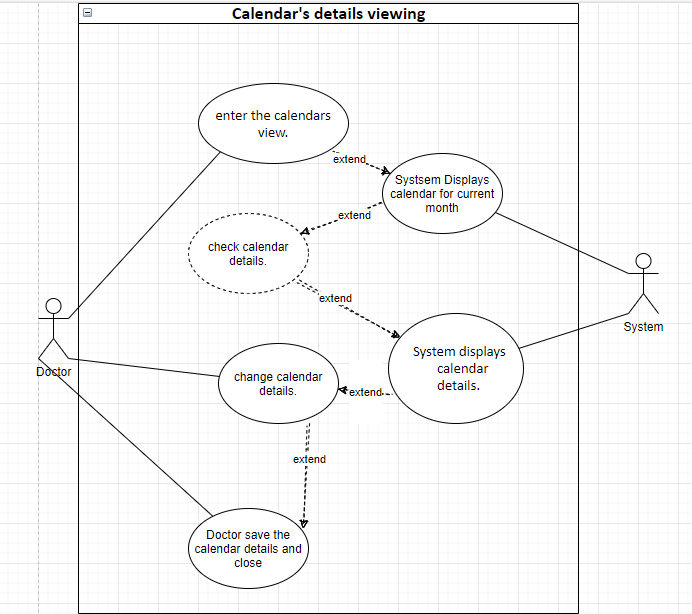 Calendar's details viewing
enter the calendars
view.
extend
Systsem Displays
calendar for current
month
extend
check calendar
details.
extend
System
Doctor
System displays
calendar
details.
change calendar
details.
extend
extend
Doctor save the
calendar details and
close